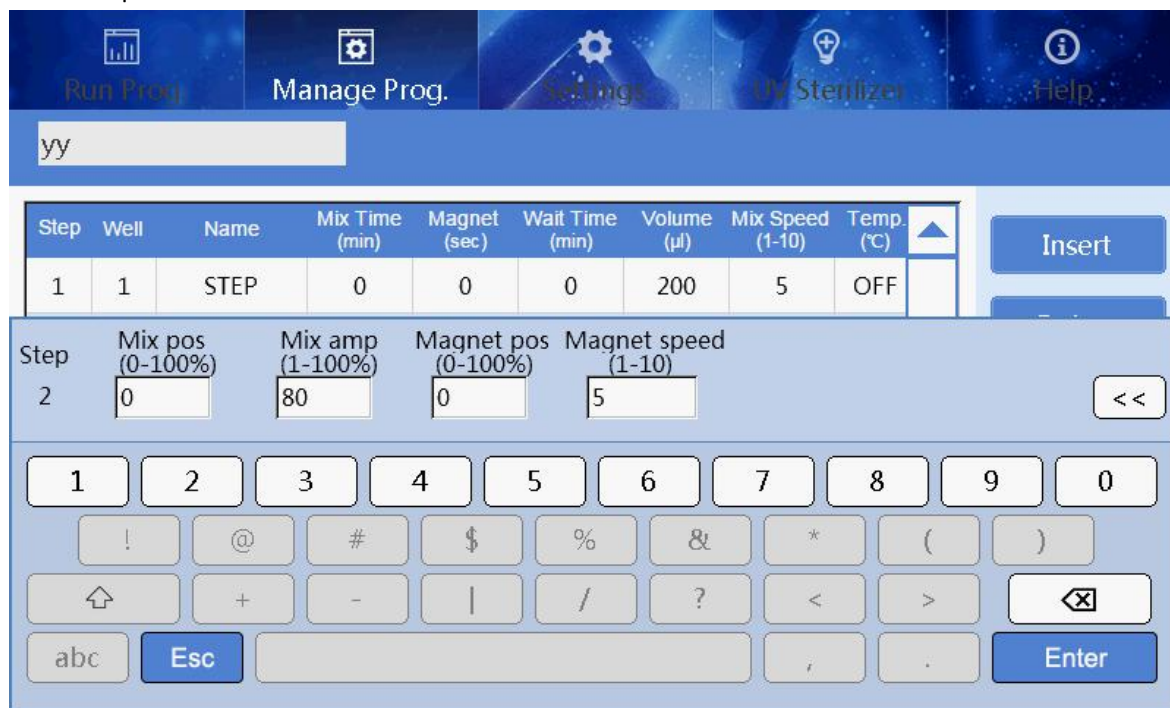 Run Prog.
Manage Prog.
Settings
UV Sterilizer
Help
yy
Step Well Name Mix Time (min) Magnet (sec) Wait Time (min) Volume (µl) Mix Speed (1-10) Temp. (℃)
Insert
1 1 STEP 0 0 0 200 5 OFF
Step Mix pos (0-100%) Mix amp (1-100%) Magnet pos (0-100%) Magnet speed (1-10)
2 0 80 0 5 <<
1 2 3 4 5 6 7 8 9 0
! @ # $ % & * ( )
+ - | / ? < >
abc Esc , . Enter